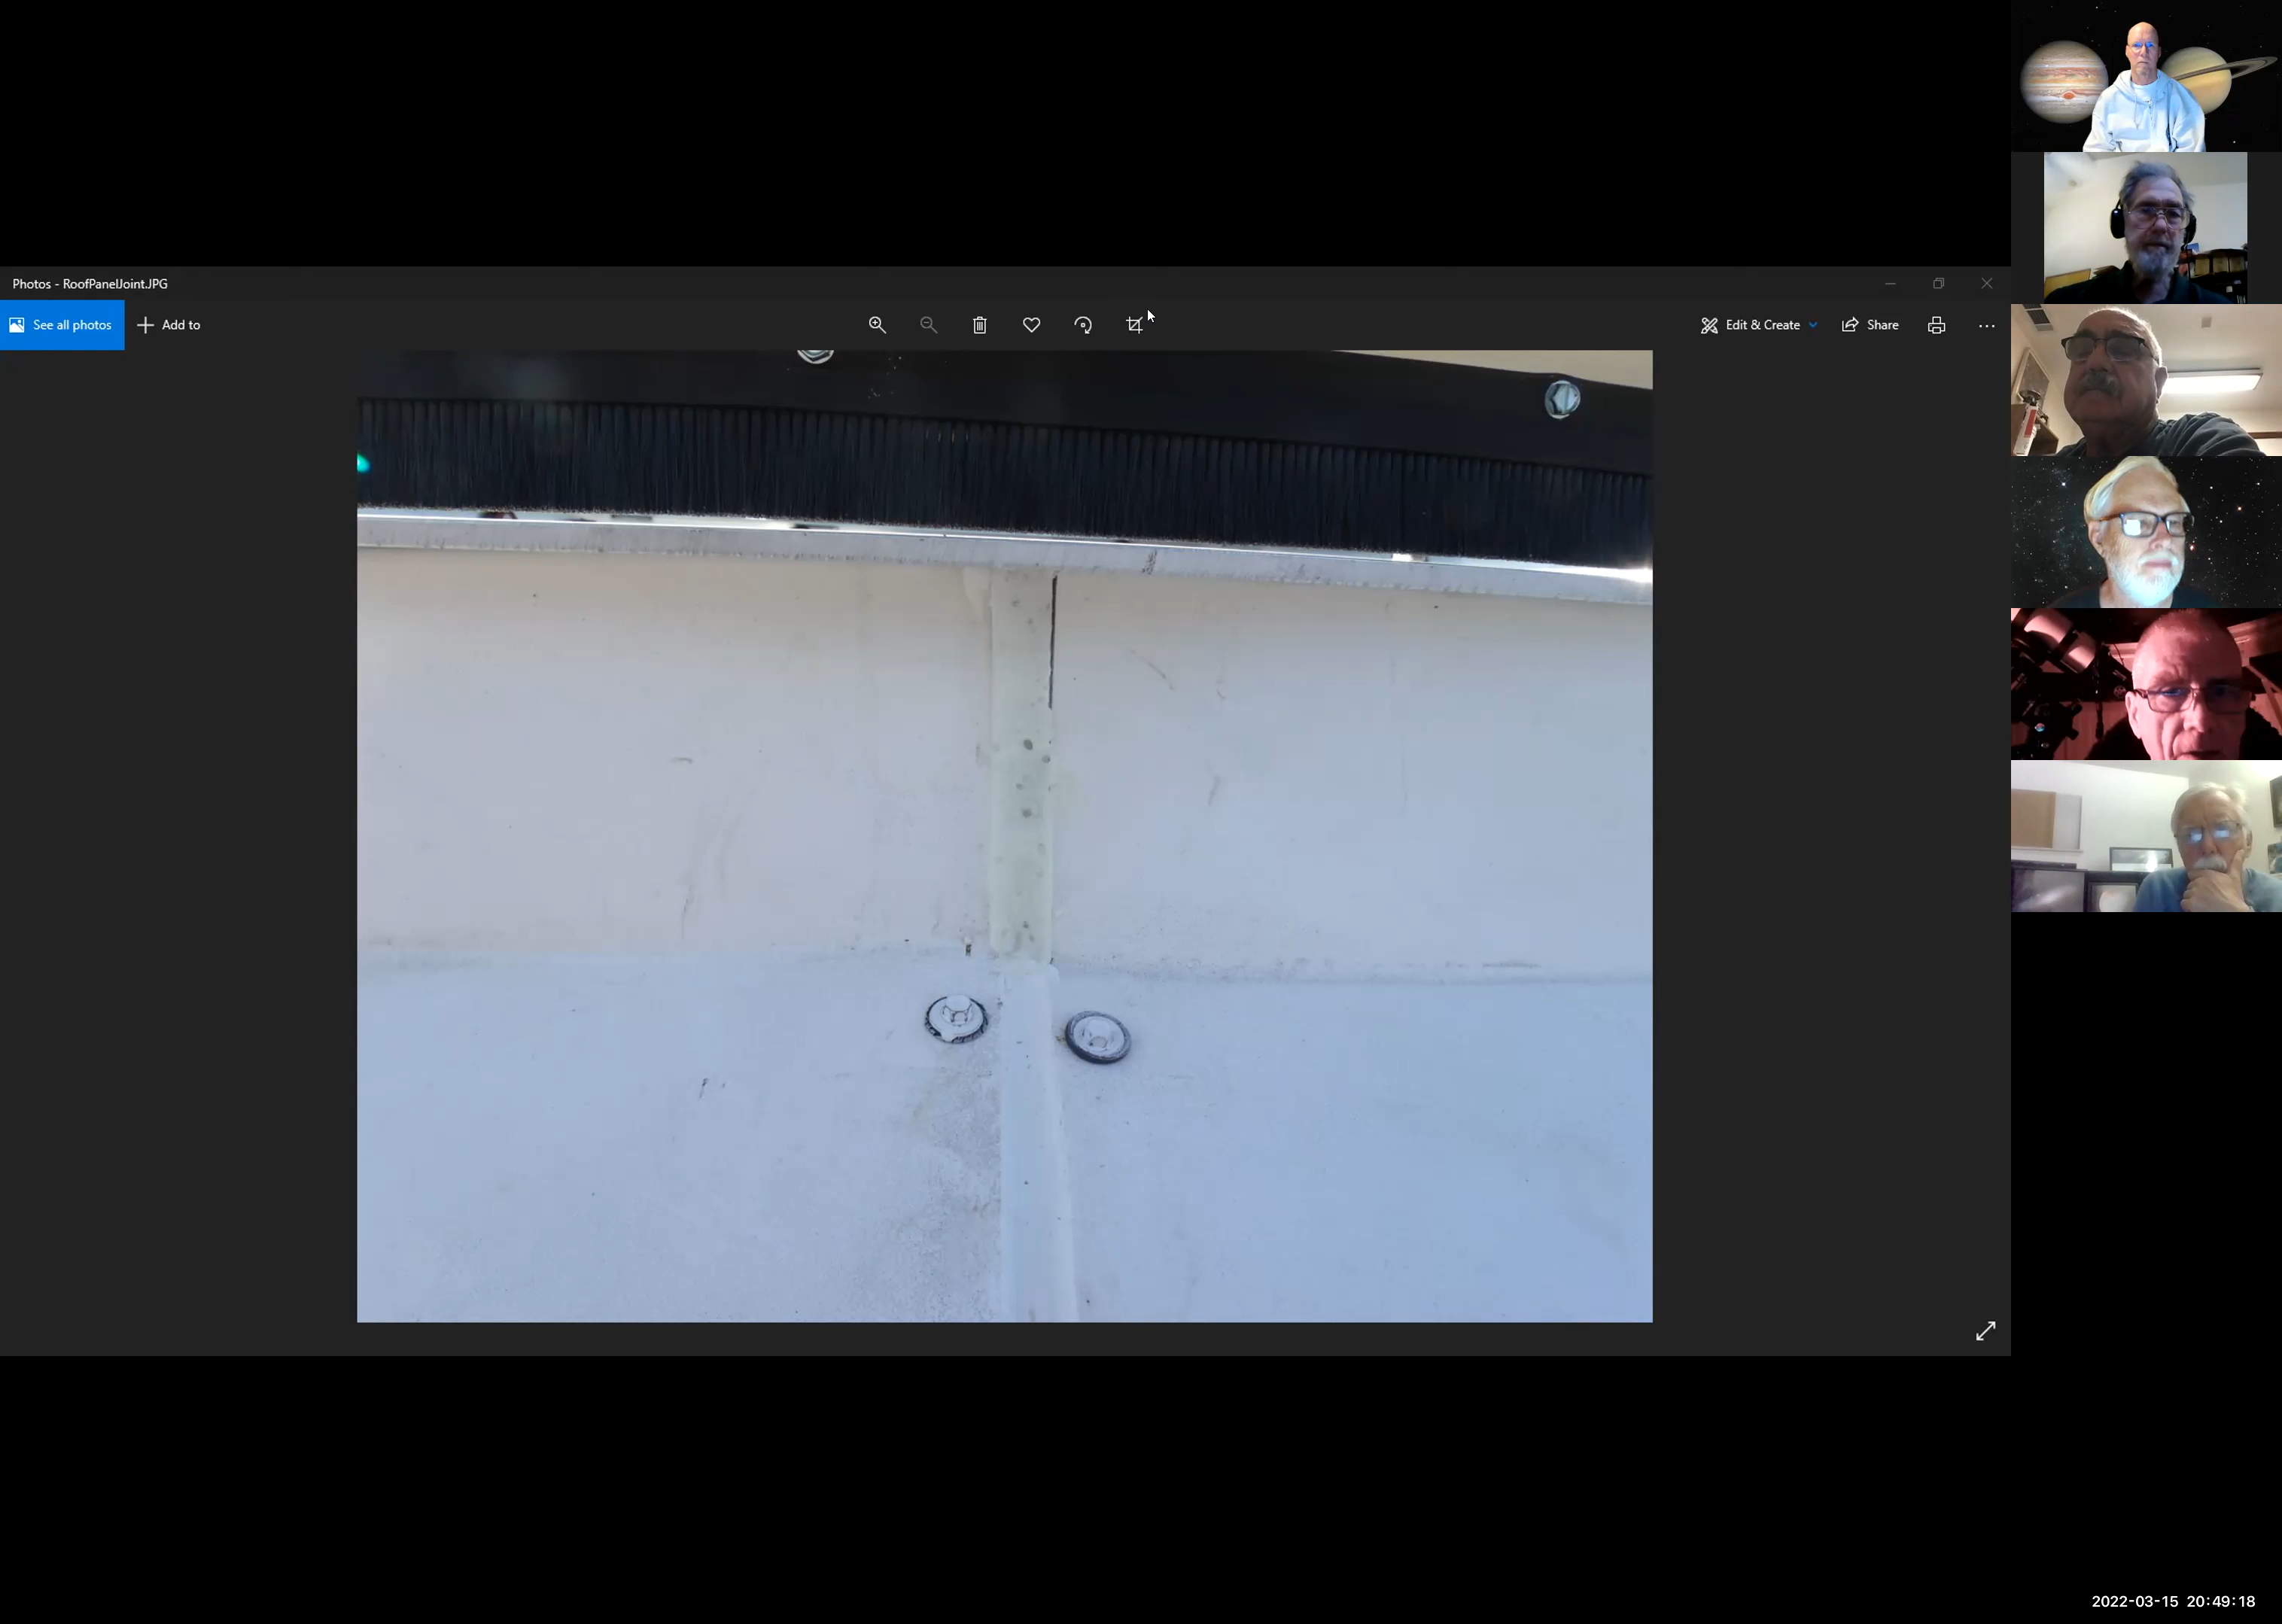 Photos - RoofPanelJoint.JPG
See all photos
Add to
Edit & Create
Share
2022-03-15 20:49:18